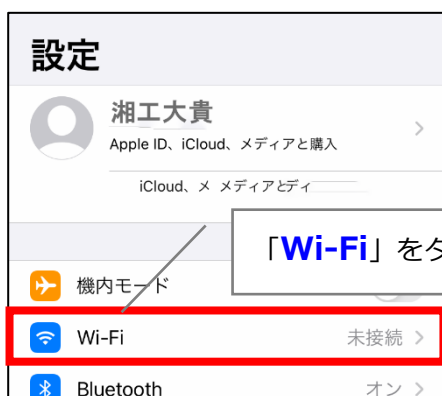 設定
湘工大貴
Apple ID、iCloud、メディアと購入
iCloud、メ メディアとディ
「Wi-Fi」をタ
機内モード
Wi-Fi 未接続
Bluetooth オン